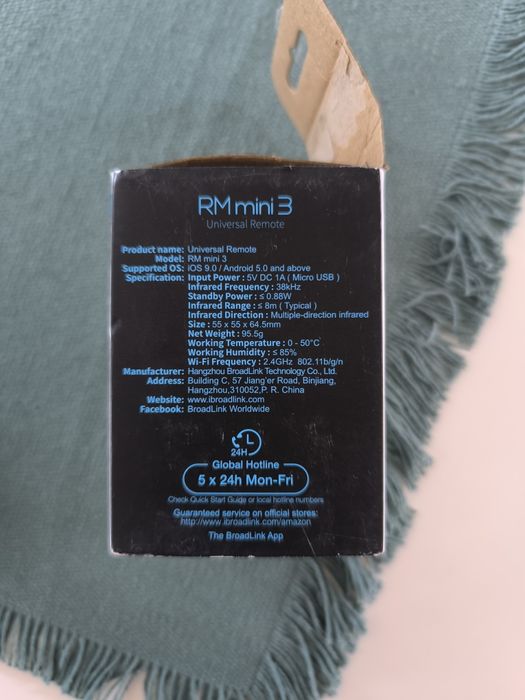 RM mini 3
Universal Remote
Product name: Universal Remote
Model: RM mini 3
Supported OS: iOS 9.0 / Android 5.0 and above
Specification: Input Power : 5V DC 1A ( Micro USB )
Infrared Frequency : 38kHz
Standby Power : ≤ 0.88W
Infrared Range : ≤ 8m ( Typical )
Infrared Direction : Multiple-direction infrared
Size : 55 x 55 x 64.5mm
Net Weight : 95.5g
Working Temperature : 0 - 50°C
Working Humidity : ≤ 85%
Wi-Fi Frequency : 2.4GHz 802.11b/g/n
Manufacturer: Hangzhou BroadLink Technology Co., Ltd.
Address: Building C, 57 Jiang'er Road, Binjiang,
Hangzhou,310052,P. R. China
Website: www.ibroadlink.com
Facebook: BroadLink Worldwide
24H
Global Hotline
5 x 24h Mon-Fri
Check Quick Start Guide or local hotline numbers
Guaranteed service on official stores:
http://www.ibroadlink.com/amazon
The BroadLink App